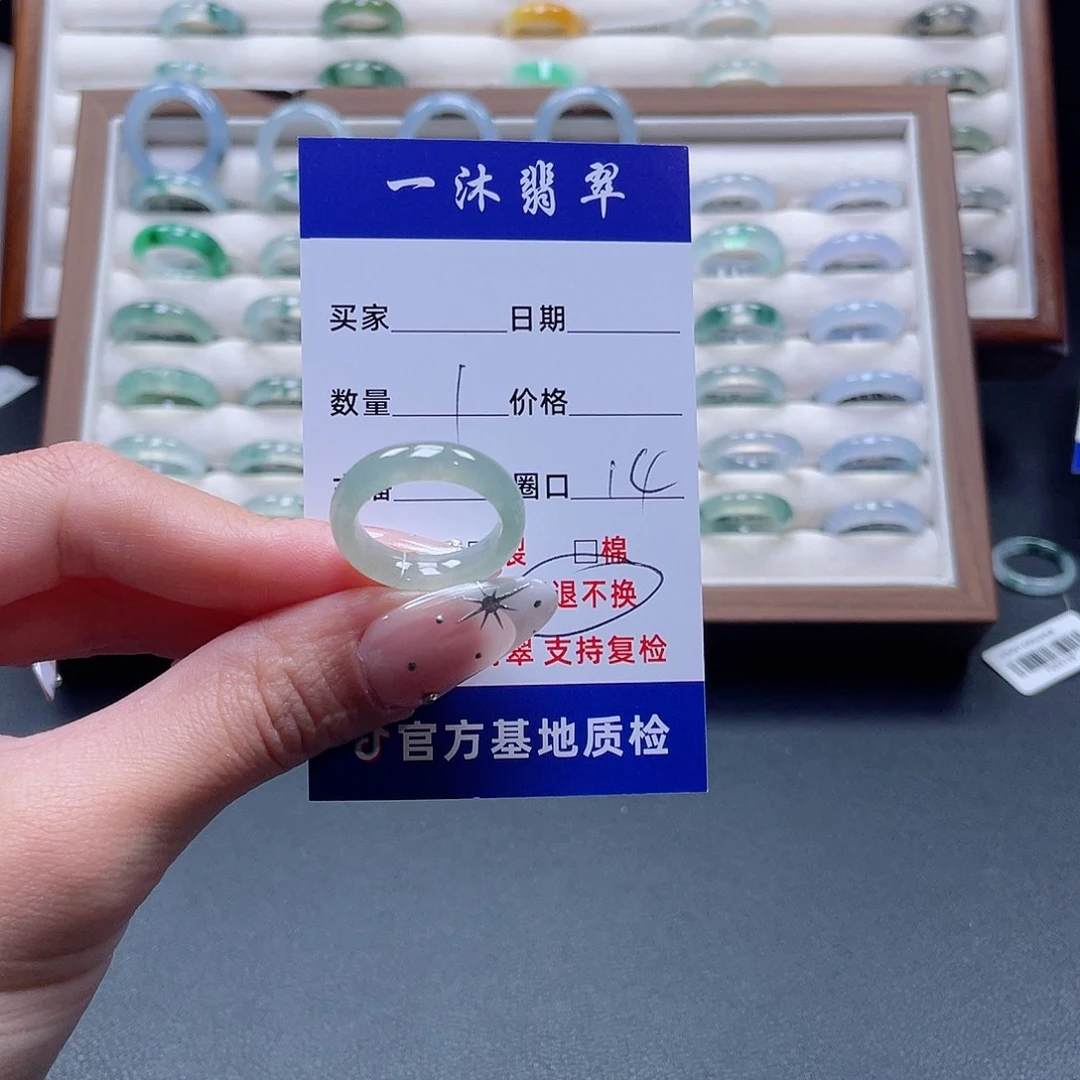 一沐翡翠
买家 日期
数量 1 价格
圈口 14
□棉
退不换
翠 支持复检
官方基地质检